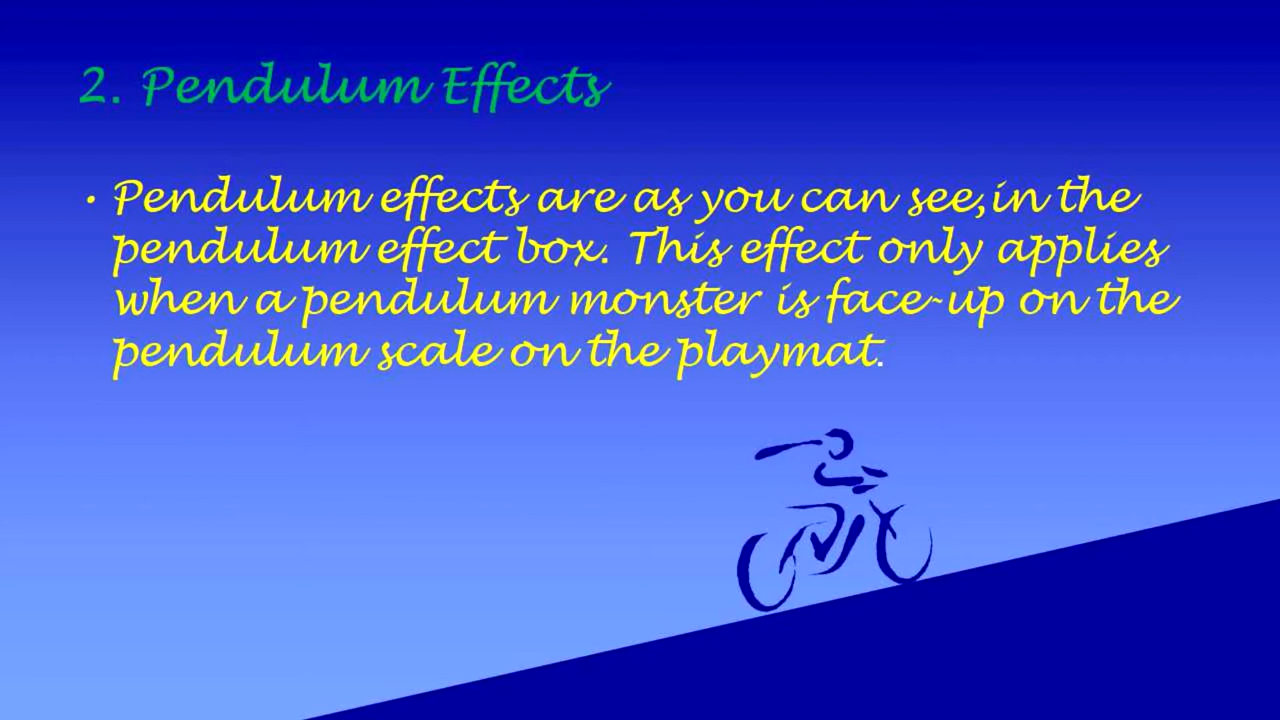 2. Pendulum Effects
• Pendulum effects are as you can see,in the
pendulum effect box. This effect only applies
when a pendulum monster is face-up on the
pendulum scale on the playmat.